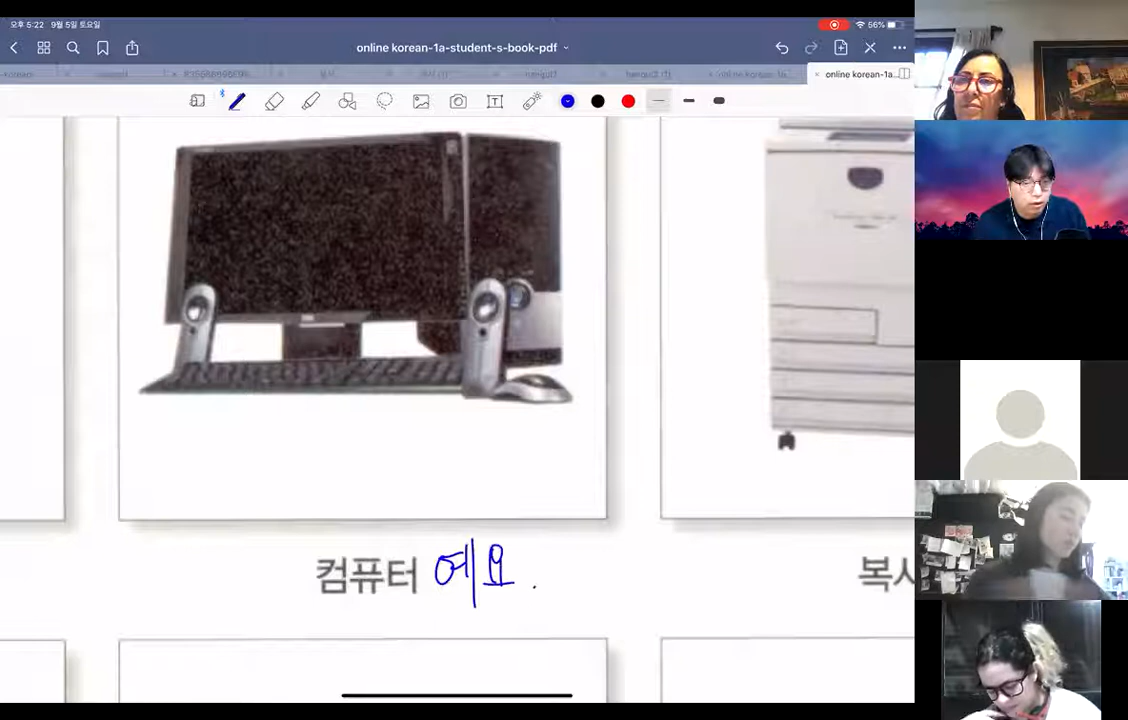 오후 5:22 9월 5일 토요일
56%
online korean-1a-student-s-book-pdf
online korean-1a...
컴퓨터 예요.
복사